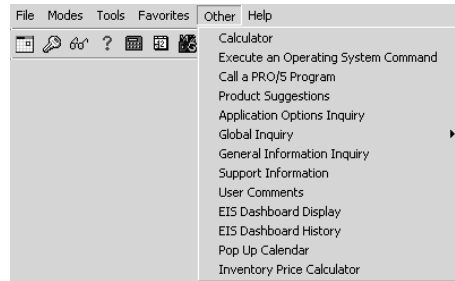 File Modes Tools Favorites Other Help
Calculator
Execute an Operating System Command
Call a PRO/5 Program
Product Suggestions
Application Options Inquiry
Global Inquiry
General Information Inquiry
Support Information
User Comments
EIS Dashboard Display
EIS Dashboard History
Pop Up Calendar
Inventory Price Calculator